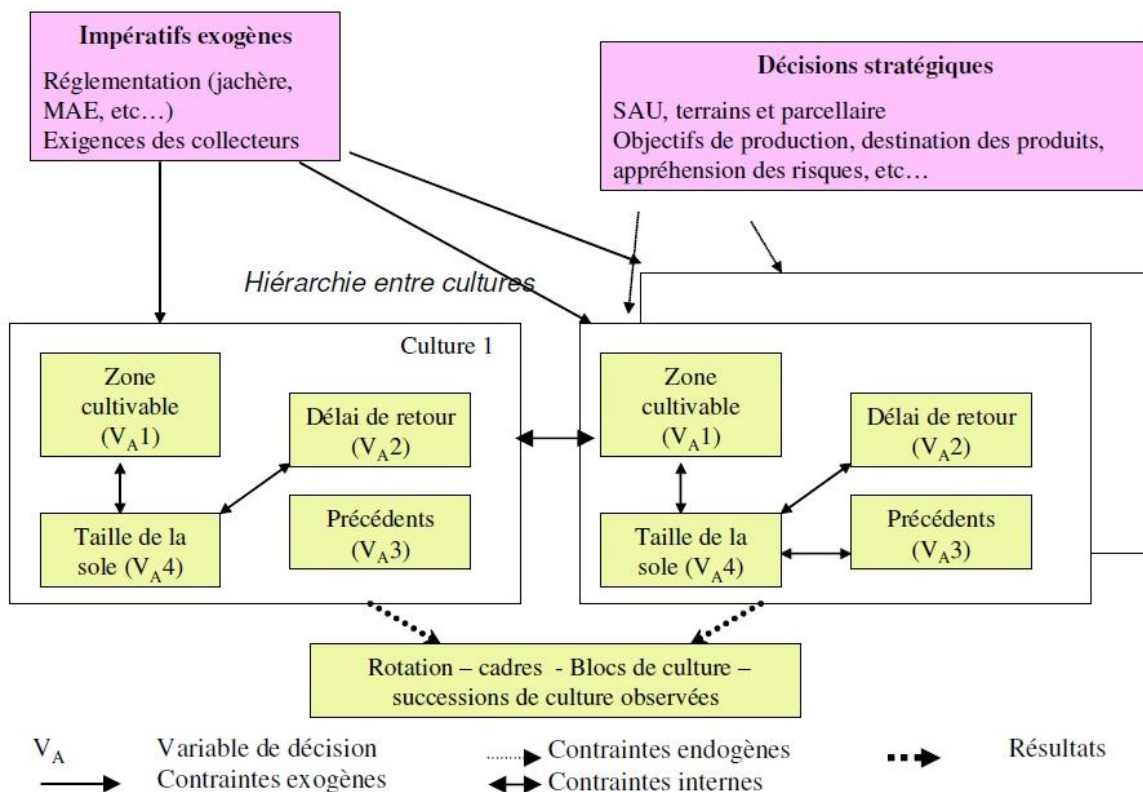 Impératifs exogènes
Réglementation (jachère,
MAE, etc…)
Exigences des collecteurs
Décisions stratégiques
SAU, terrains et parcellaire
Objectifs de production, destination des produits,
appréhension des risques, etc…
Hiérarchie entre cultures
Culture 1
Zone
cultivable
(VA1)
Délai de retour
(VA2)
Taille de la
sole (VA4)
Précédents
(VA3)
Zone
cultivable
(VA1)
Délai de retour
(VA2)
Taille de la
sole (VA4)
Précédents
(VA3)
Rotation – cadres - Blocs de culture –
successions de culture observées
VA Variable de décision
Contraintes exogènes
Contraintes endogènes
Contraintes internes
Résultats